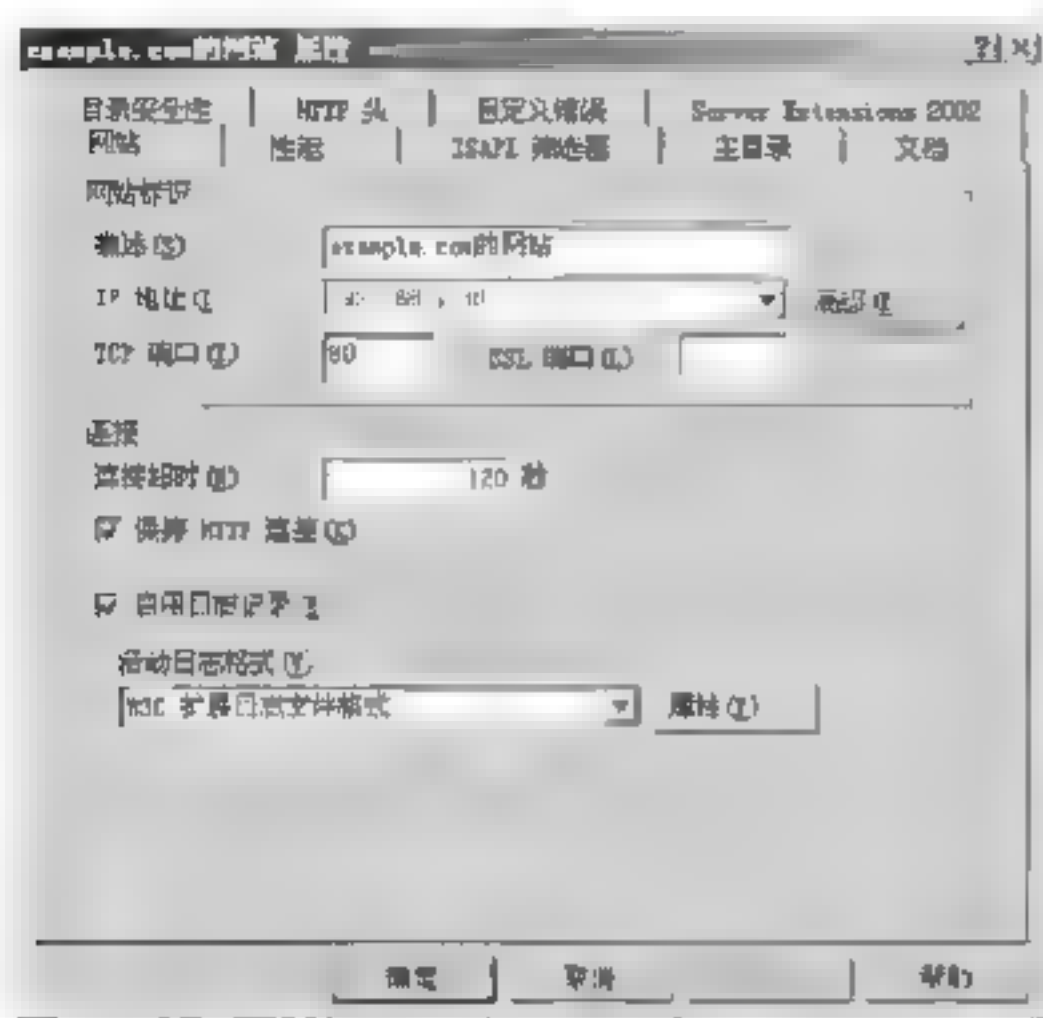 example.com的网站 属性
目录安全性 HTTP 头 自定义错误 Server Extensions 2002
网站 性能 ISAPI 筛选器 主目录 文档
网站标识
描述(S)
example.com的网站
IP 地址(I
TCP 端口(T)
80
SSL 端口(L)
连接
连接超时(N)
120 秒
保持 HTTP 连接(K)
启用日志记录
活动日志格式(V)
W3C 扩展日志文件格式
属性
确定 取消 帮助